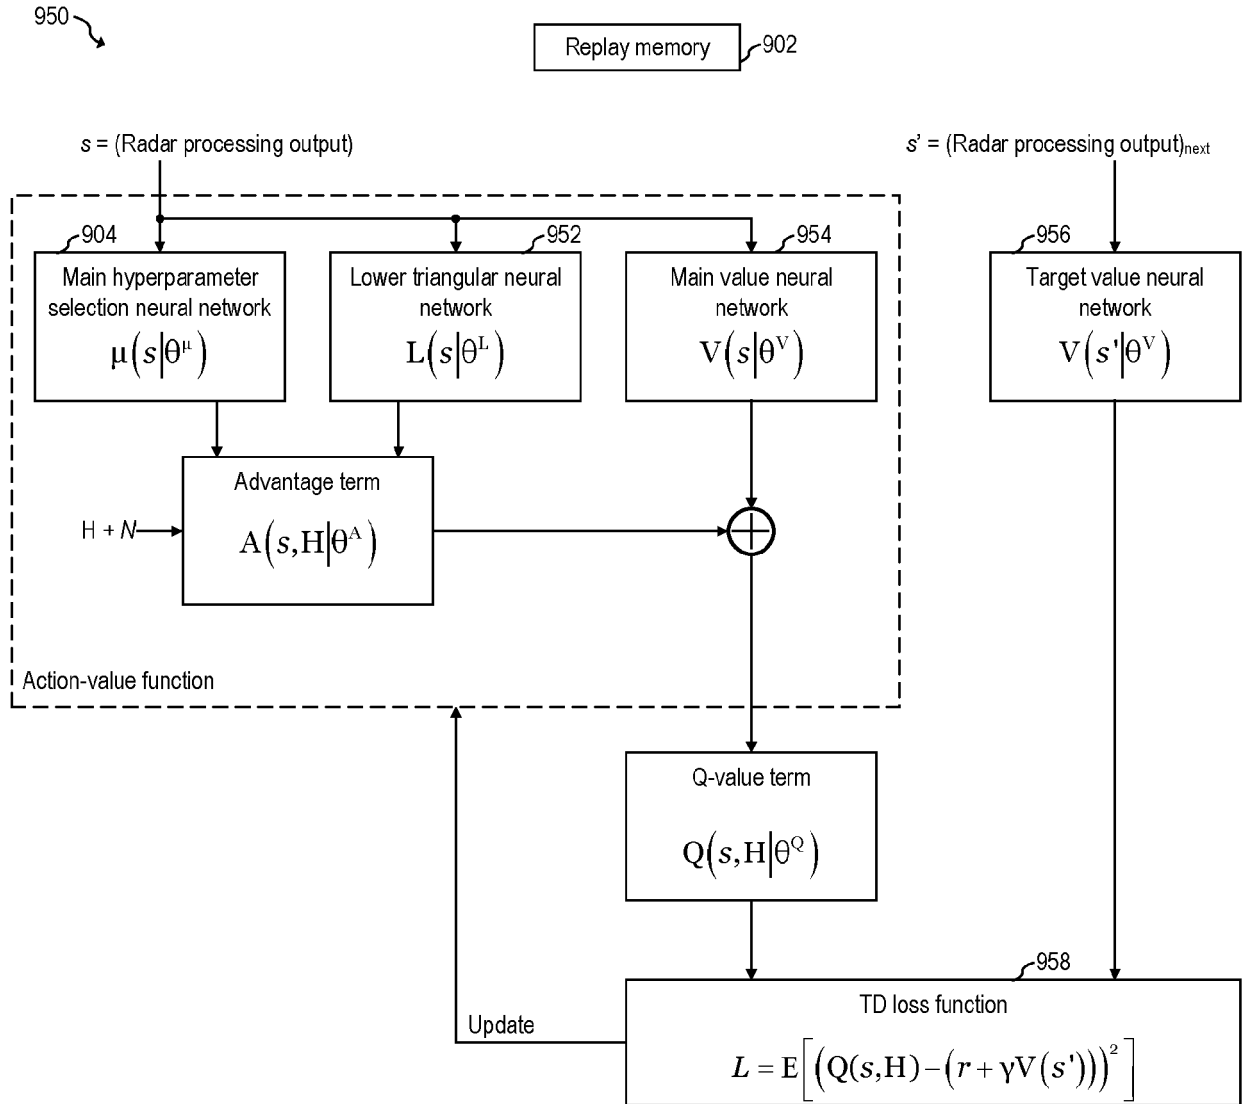 950
Replay memory
902
s = (Radar processing output)
s' = (Radar processing output)next
904
952
954
956
Main hyperparameter
selection neural network
μ(s|θ^μ)
Lower triangular neural
network
L(s|θ^L)
Main value neural
network
V(s|θ^V)
Target value neural
network
V(s'|θ^V)
Advantage term
H + N
A(s,H|θ^A)
Action-value function
Q-value term
Q(s,H|θ^Q)
958
Update
TD loss function
L = E[(Q(s,H)−(r + γV(s')))^2]